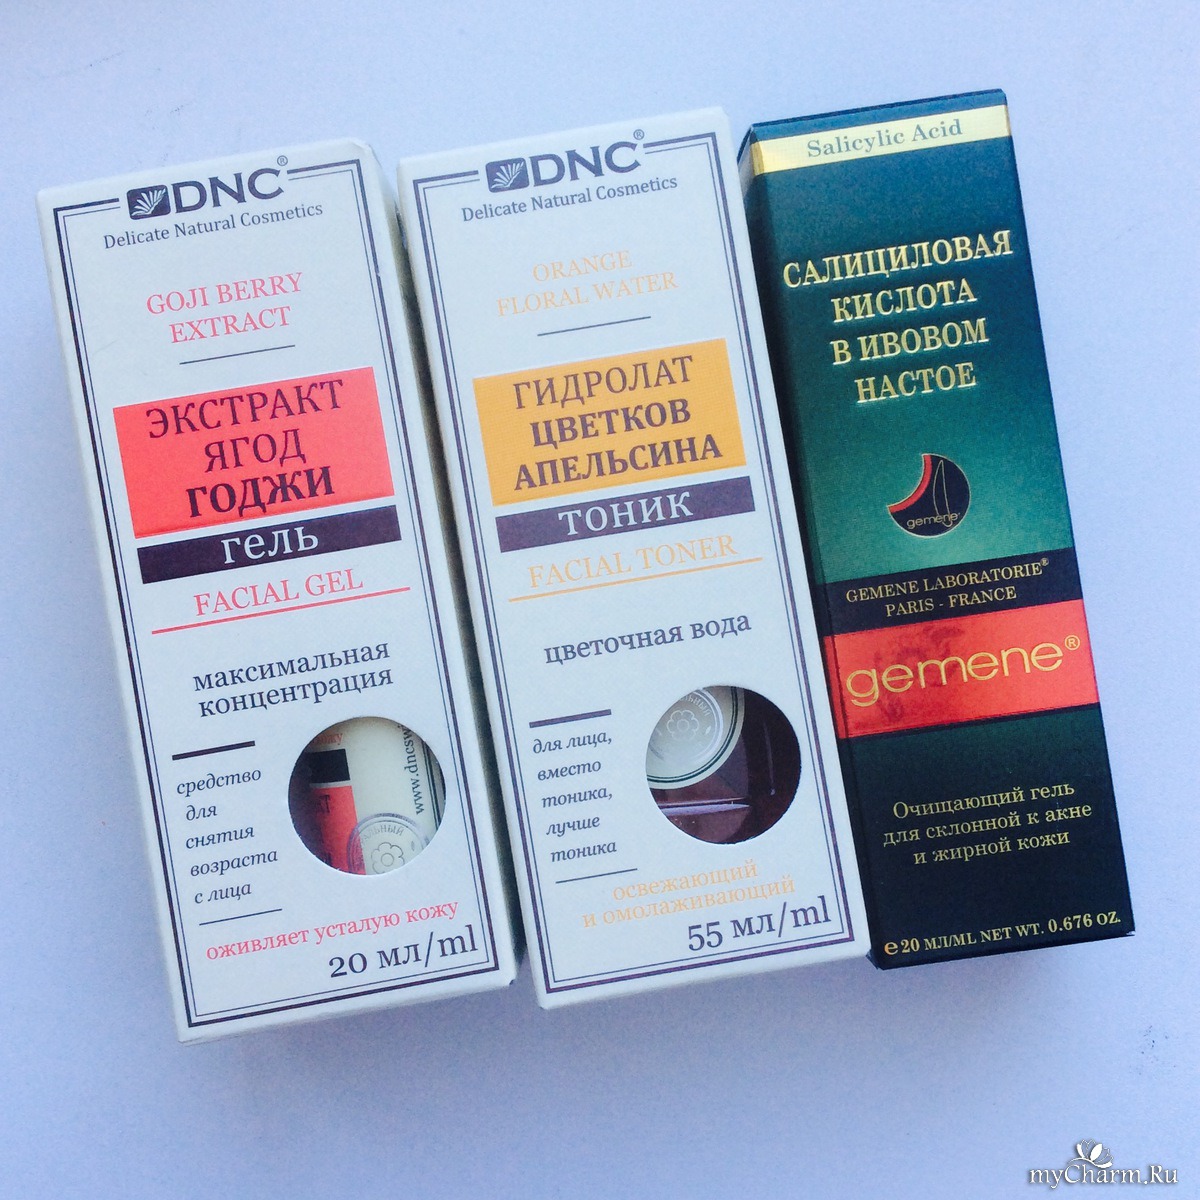 DNC®
Delicate Natural Cosmetics
GOJI BERRY
EXTRACT
ЭКСТРАКТ
ЯГОД
ГОДЖИ
гель
FACIAL GEL
максимальная
концентрация
средство
для
снятия
возраста
с лица
www.dncsw
оживляет усталую кожу
20 мл/ml
DNC®
Delicate Natural Cosmetics
ORANGE
FLORAL WATER
ГИДРОЛАТ
ЦВЕТКОВ
АПЕЛЬСИНА
тоник
FACIAL TONER
цветочная вода
для лица,
вместо
тоника,
лучше
тоника
освежающий
и омолаживающий
55 мл/ml
Salicylic Acid
САЛИЦИЛОВАЯ
КИСЛОТА
В ИВОВОМ
НАСТОЕ
gemene
GEMENE LABORATORIE®
PARIS - FRANCE
gemene®
Очищающий гель
для склонной к акне
и жирной кожи
e 20 МЛ/ML NET WT. 0.676 OZ.
myCharm.Ru